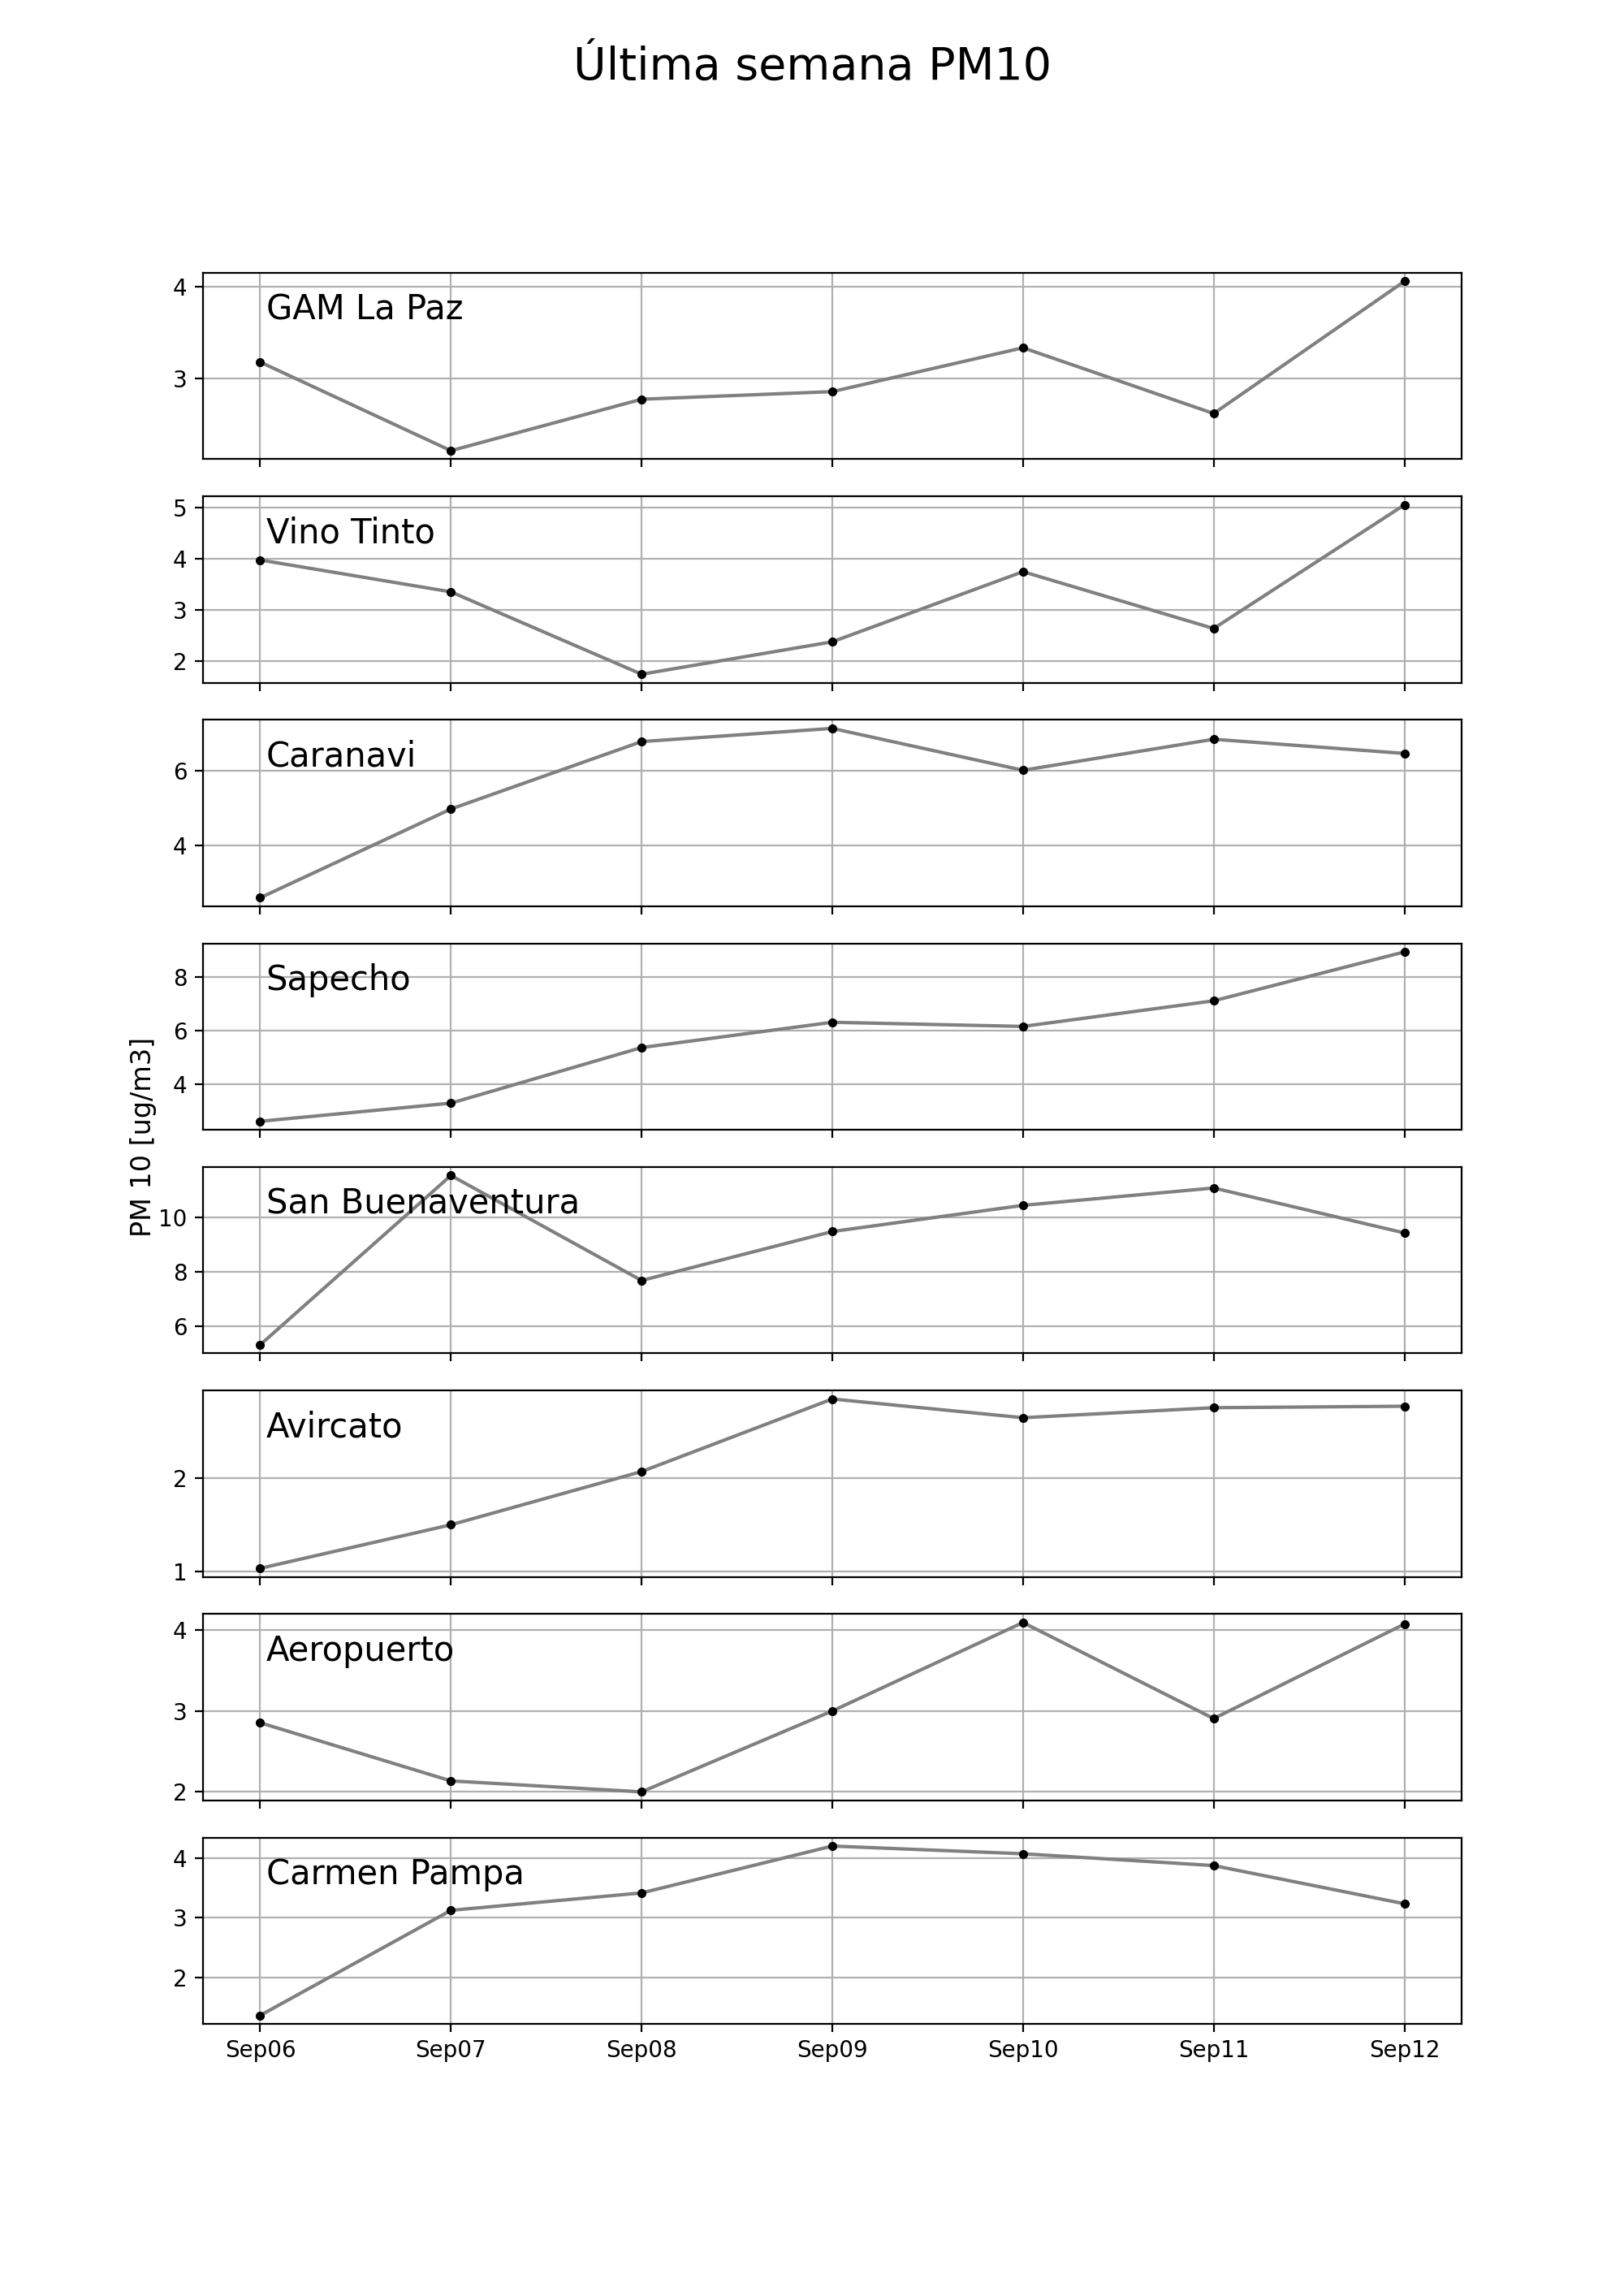 Última semana PM10
PM 10 [ug/m3]
GAM La Paz
4
3
Vino Tinto
5
4
3
2
Caranavi
6
4
Sapecho
8
6
4
San Buenaventura
10
8
6
Avircato
2
1
Aeropuerto
4
3
2
Carmen Pampa
4
3
2
Sep06 Sep07 Sep08 Sep09 Sep10 Sep11 Sep12